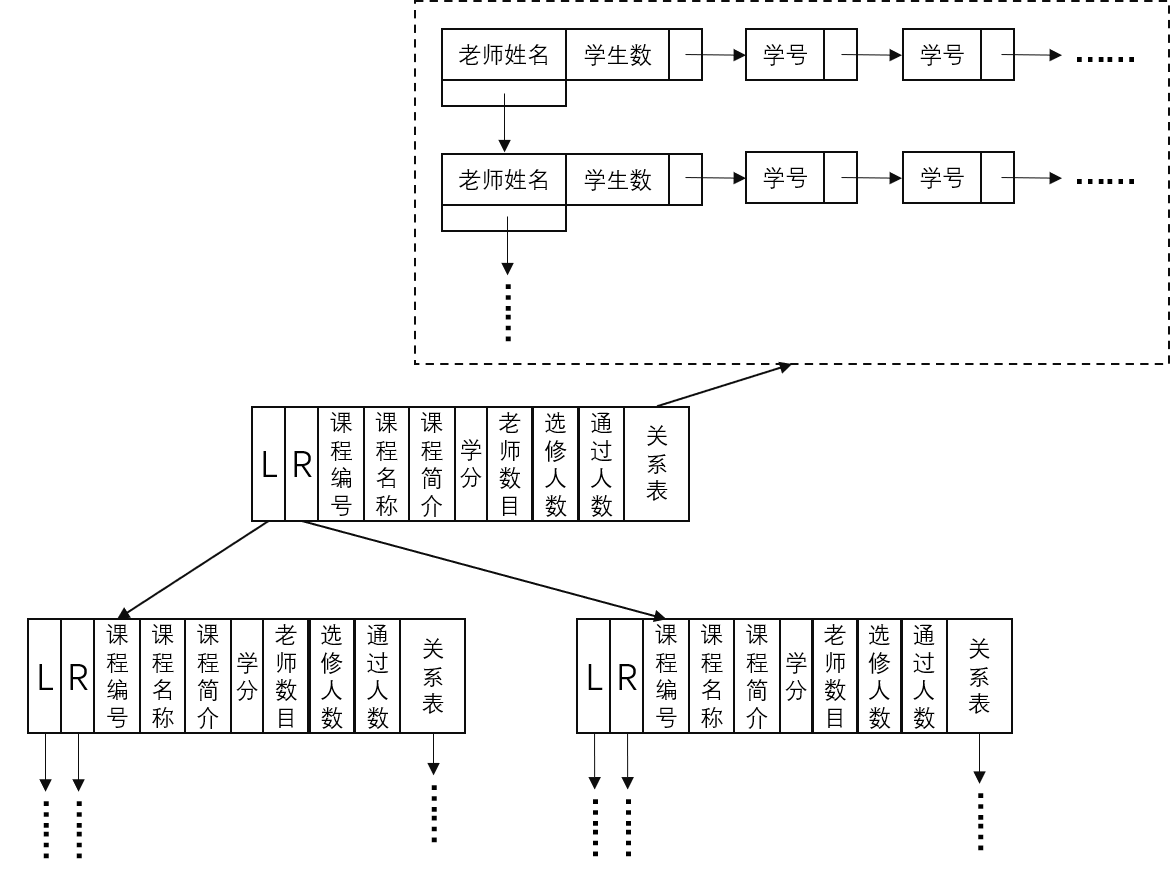 老师姓名 学生数 学号 学号 ......
老师姓名 学生数 学号 学号 ......
......
L R 课程编号 课程名称 课程简介 学分 老师数目 选修人数 通过人数 关系表
L R 课程编号 课程名称 课程简介 学分 老师数目 选修人数 通过人数 关系表
L R 课程编号 课程名称 课程简介 学分 老师数目 选修人数 通过人数 关系表
...... ...... ...... ...... ...... ......